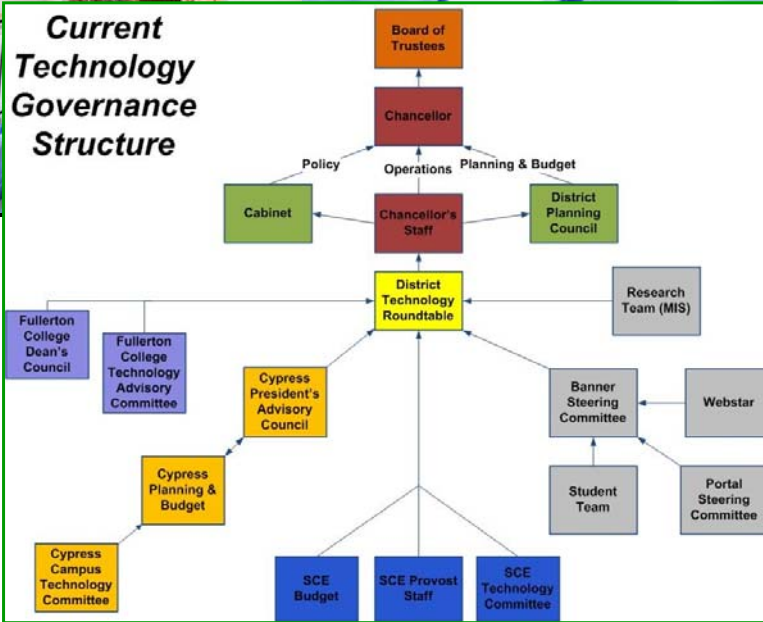 Current
Technology
Governance
Structure
Board of
Trustees
Chancellor
Policy
Operations
Planning & Budget
Cabinet
Chancellor's
Staff
District
Planning
Council
District
Technology
Roundtable
Research
Team (MIS)
Fullerton
College
Dean's
Council
Fullerton
College
Technology
Advisory
Committee
Cypress
President's
Advisory
Council
Banner
Steering
Committee
Webstar
Cypress
Planning &
Budget
Student
Team
Portal
Steering
Committee
Cypress
Campus
Technology
Committee
SCE
Budget
SCE Provost
Staff
SCE
Technology
Committee